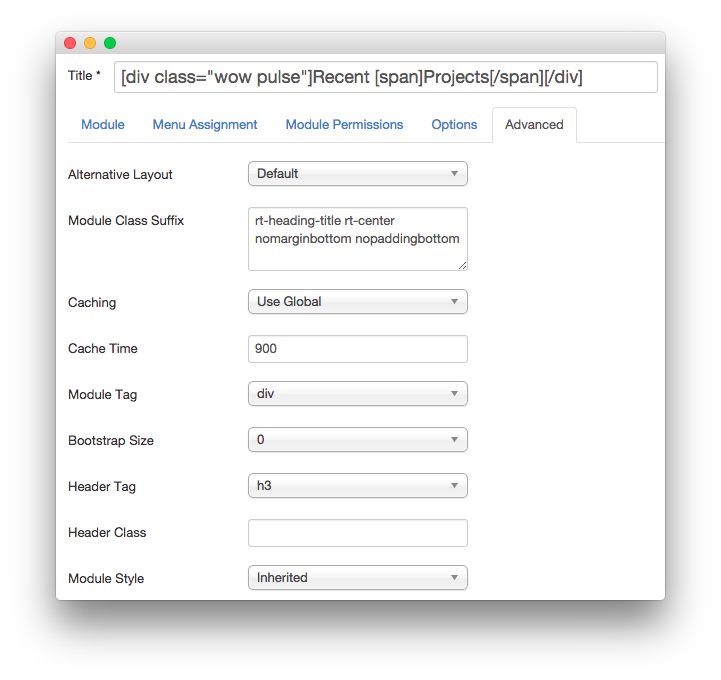 Title * [div class="wow pulse"]Recent [span]Projects[/span][/div]
Module Menu Assignment Module Permissions Options Advanced
Alternative Layout Default
Module Class Suffix rt-heading-title rt-center
nomarginbottom nopaddingbottom
Caching Use Global
Cache Time 900
Module Tag div
Bootstrap Size 0
Header Tag h3
Header Class
Module Style Inherited